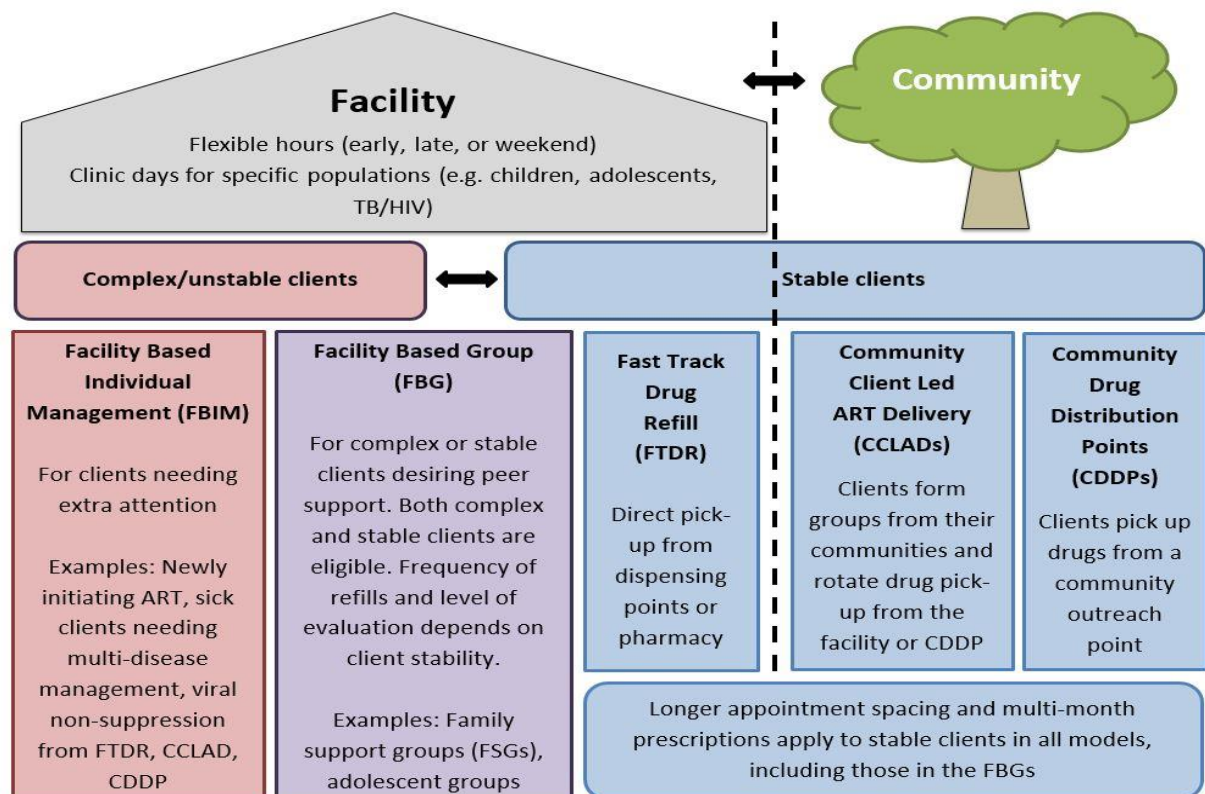 Facility
Flexible hours (early, late, or weekend)
Clinic days for specific populations (e.g. children, adolescents,
TB/HIV)
Community
Complex/unstable clients
Stable clients
Facility Based
Individual
Management (FBIM)
For clients needing
extra attention
Examples: Newly
initiating ART, sick
clients needing
multi-disease
management, viral
non-suppression
from FTDR, CCLAD,
CDDP
Facility Based Group
(FBG)
For complex or stable
clients desiring peer
support. Both complex
and stable clients are
eligible. Frequency of
refills and level of
evaluation depends on
client stability.
Examples: Family
support groups (FSGs),
adolescent groups
Fast Track
Drug
Refill
(FTDR)
Direct pick-
up from
dispensing
points or
pharmacy
Community
Client Led
ART Delivery
(CCLADs)
Clients form
groups from their
communities and
rotate drug pick-
up from the
facility or CDDP
Community
Drug
Distribution
Points
(CDDPs)
Clients pick up
drugs from a
community
outreach
point
Longer appointment spacing and multi-month
prescriptions apply to stable clients in all models,
including those in the FBGs